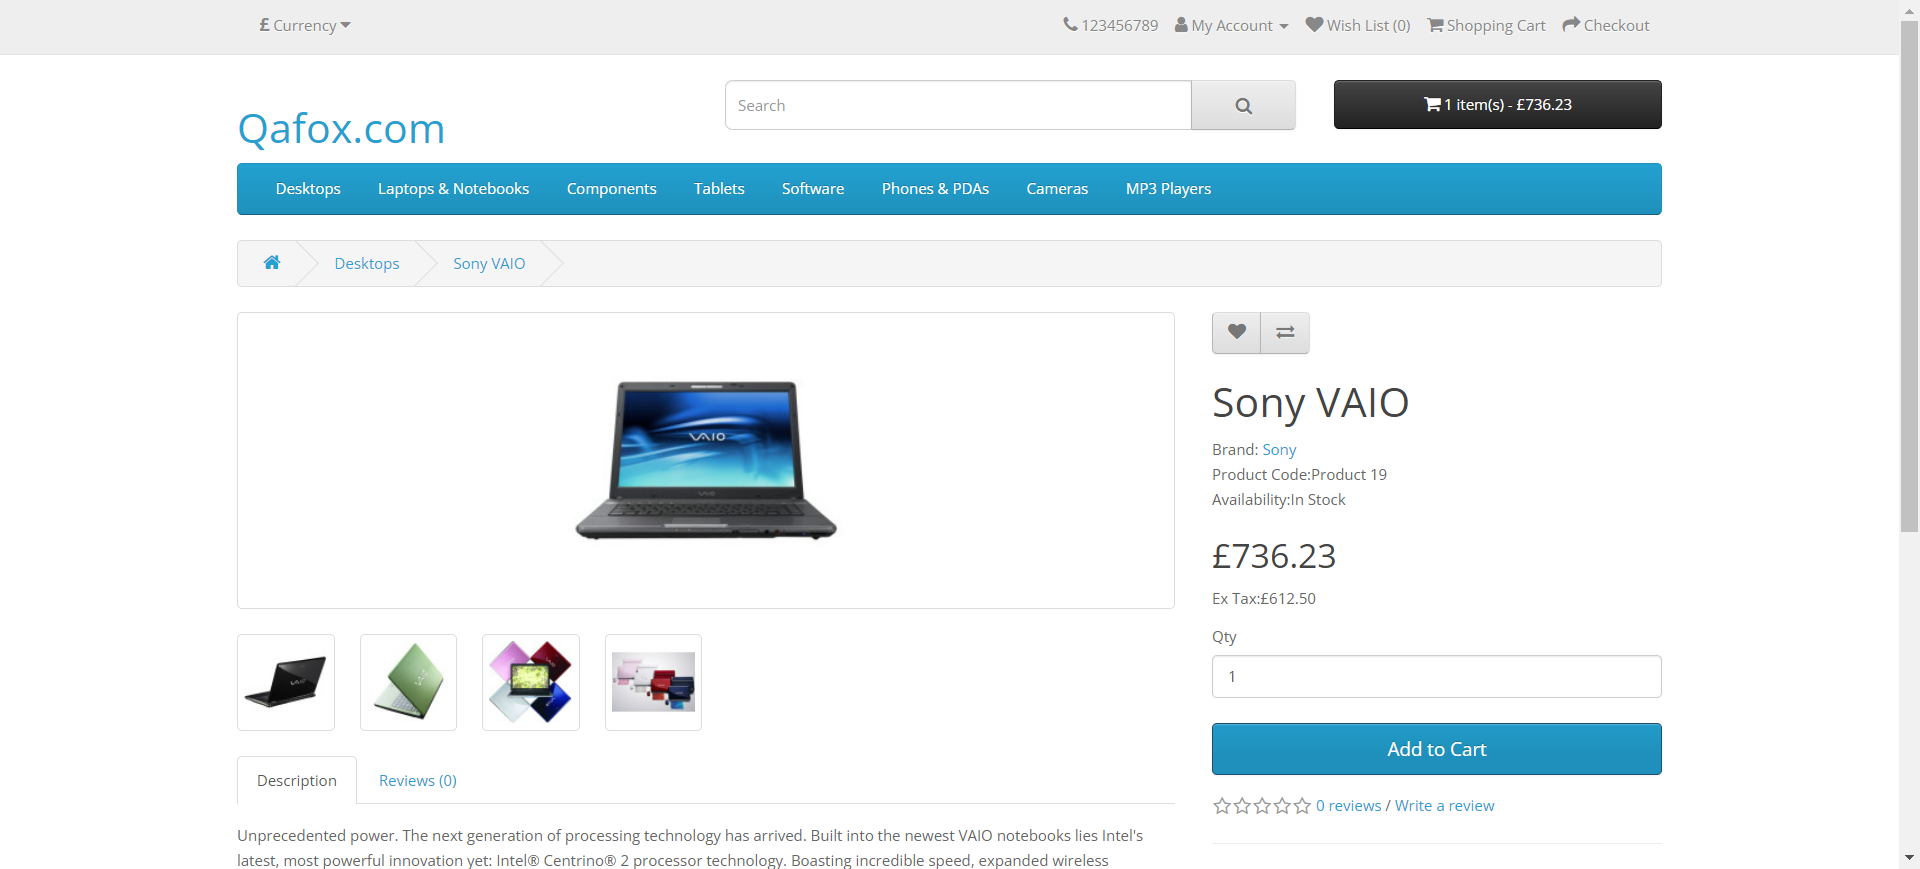 £ Currency
123456789 My Account Wish List (0) Shopping Cart Checkout
Qafox.com
Search
1 item(s) - £736.23
Desktops Laptops & Notebooks Components Tablets Software Phones & PDAs Cameras MP3 Players
Desktops Sony VAIO
VAIO
VAIO
Sony VAIO
Brand: Sony
Product Code:Product 19
Availability:In Stock
£736.23
Ex Tax:£612.50
Qty
1
Add to Cart
0 reviews / Write a review
VAIO
Description Reviews (0)
Unprecedented power. The next generation of processing technology has arrived. Built into the newest VAIO notebooks lies Intel's
latest, most powerful innovation yet: Intel® Centrino® 2 processor technology. Boasting incredible speed, expanded wireless